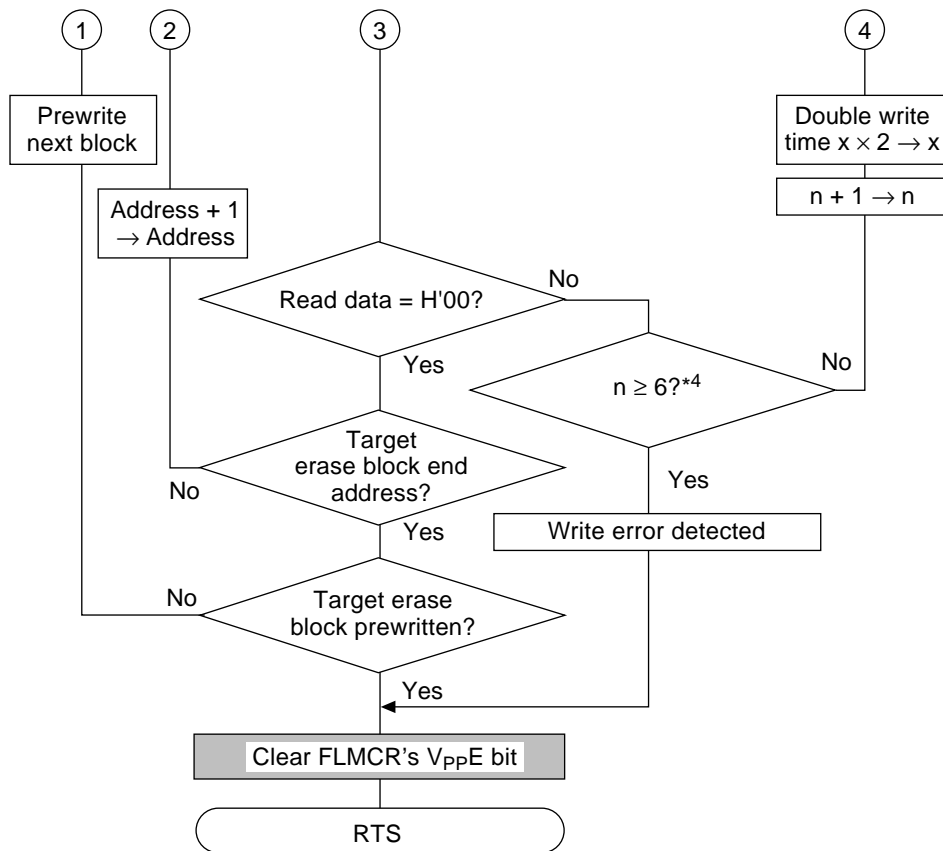 1
2
3
4
Prewrite
next block
Double write
time x × 2 → x
n + 1 → n
Address + 1
→ Address
Read data = H'00?
No
Yes
n ≥ 6?*4
No
Yes
Target
erase block end
address?
No
Yes
Write error detected
Target erase
block prewritten?
No
Yes
Clear FLMCR's VPPE bit
RTS